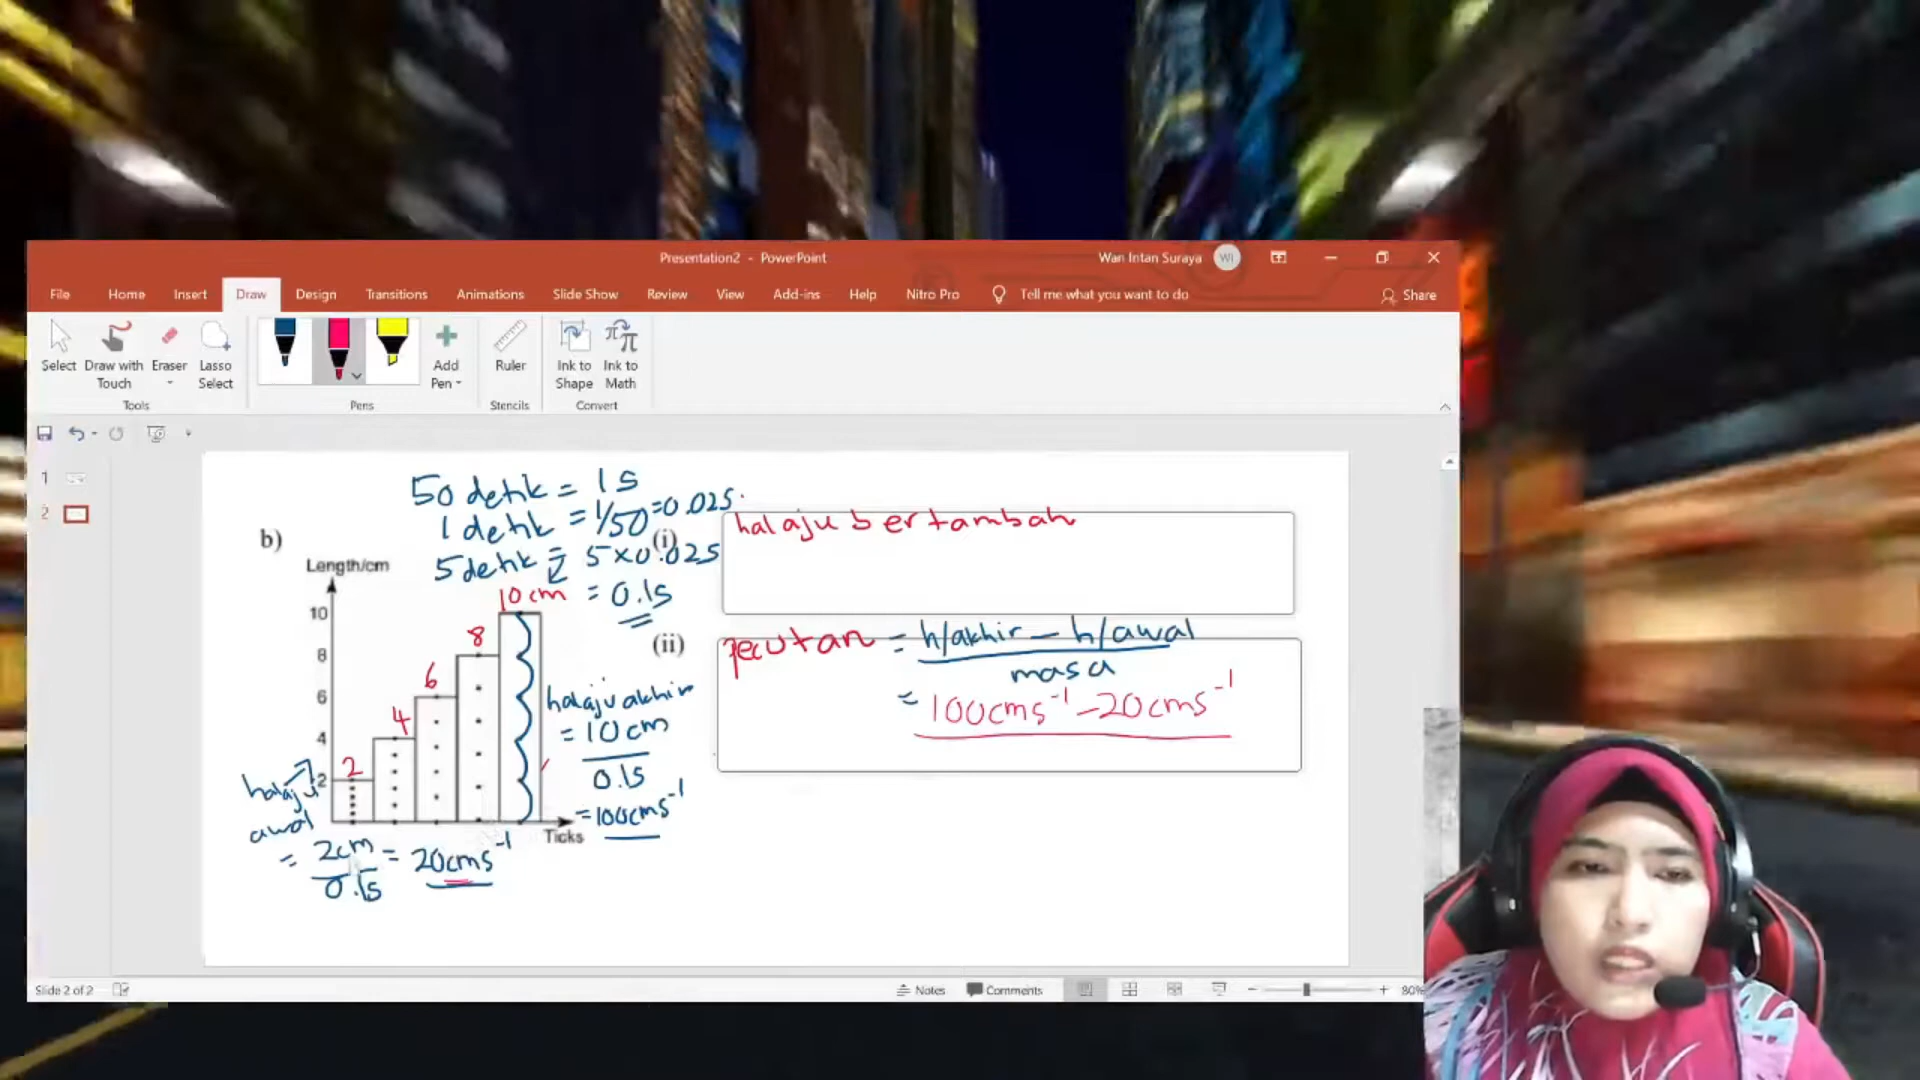 Presentation2 - PowerPoint
Wan Intan Suraya WI
File Home Insert Draw Design Transitions Animations Slide Show Review View Add-ins Help Nitro Pro Tell me what you want to do Share
Select Draw with Touch Eraser Lasso Select Add Pen Ruler Ink to Shape Ink to Math
Tools Pens Stencils Convert
1
2
50 detik = 1s
1 detik = 1/50 = 0.02s
5 detik = 5 x 0.02s
= 0.1s
b)
Length/cm
10
8
6
4
2
10 cm
8
6
4
2
Ticks
halaju awal
= 2cm
0.1s
= 20cms⁻¹
halaju akhir
= 10cm
0.1s
= 100cms⁻¹
(i)
halaju bertambah
(ii)
pecutan = h/akhir - h/awal
masa
= 100cms⁻¹ - 20cms⁻¹
Slide 2 of 2
Notes Comments 80%